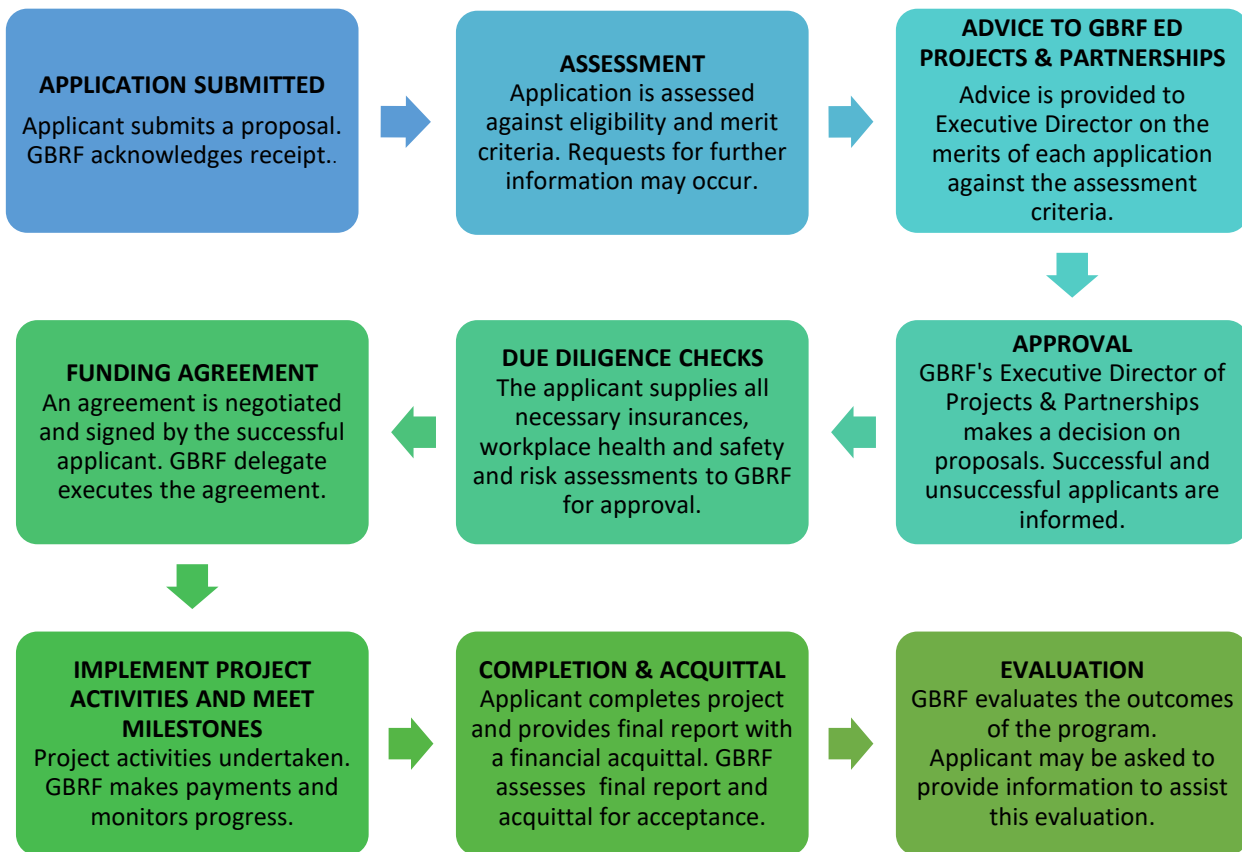 APPLICATION SUBMITTED
Applicant submits a proposal.
GBRF acknowledges receipt..
ASSESSMENT
Application is assessed
against eligibility and merit
criteria. Requests for further
information may occur.
ADVICE TO GBRF ED
PROJECTS & PARTNERSHIPS
Advice is provided to
Executive Director on the
merits of each application
against the assessment
criteria.
APPROVAL
GBRF's Executive Director of
Projects & Partnerships
makes a decision on
proposals. Successful and
unsuccessful applicants are
informed.
DUE DILIGENCE CHECKS
The applicant supplies all
necessary insurances,
workplace health and safety
and risk assessments to GBRF
for approval.
FUNDING AGREEMENT
An agreement is negotiated
and signed by the successful
applicant. GBRF delegate
executes the agreement.
IMPLEMENT PROJECT
ACTIVITIES AND MEET
MILESTONES
Project activities undertaken.
GBRF makes payments and
monitors progress.
COMPLETION & ACQUITTAL
Applicant completes project
and provides final report with
a financial acquittal. GBRF
assesses  final report and
acquittal for acceptance.
EVALUATION
GBRF evaluates the outcomes
of the program.
Applicant may be asked to
provide information to assist
this evaluation.